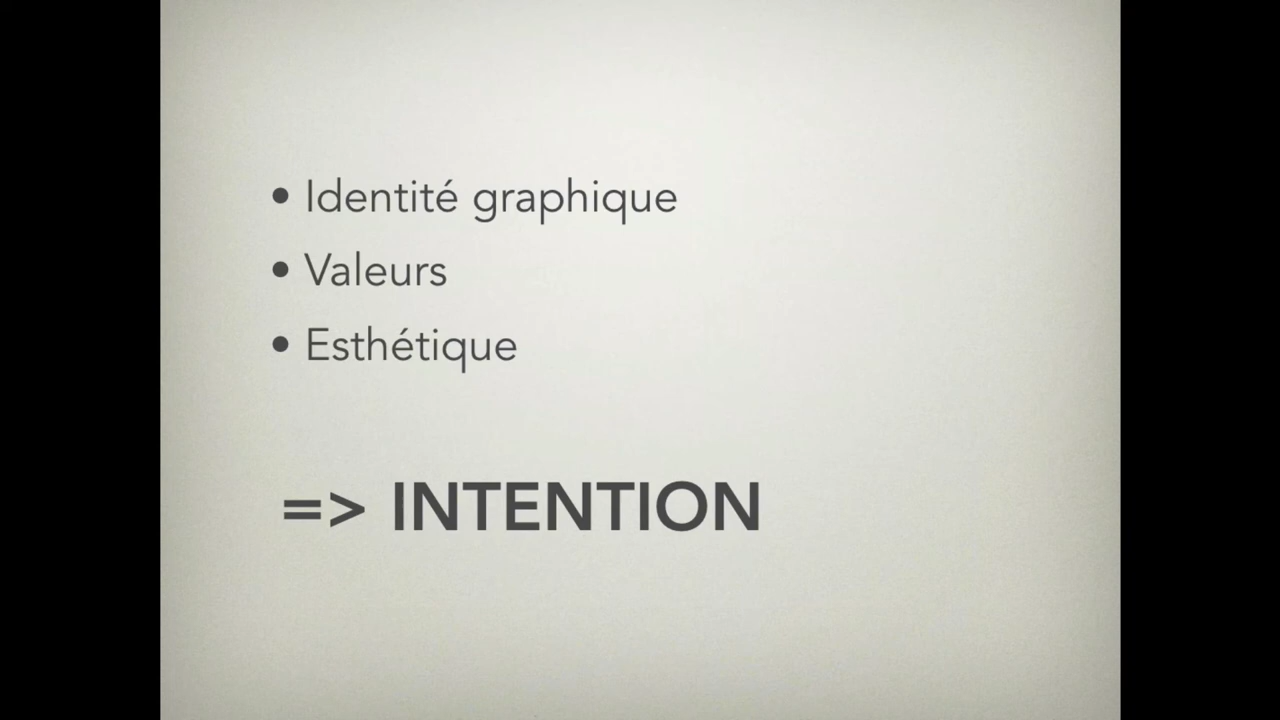 • Identité graphique
• Valeurs
• Esthétique
=> INTENTION